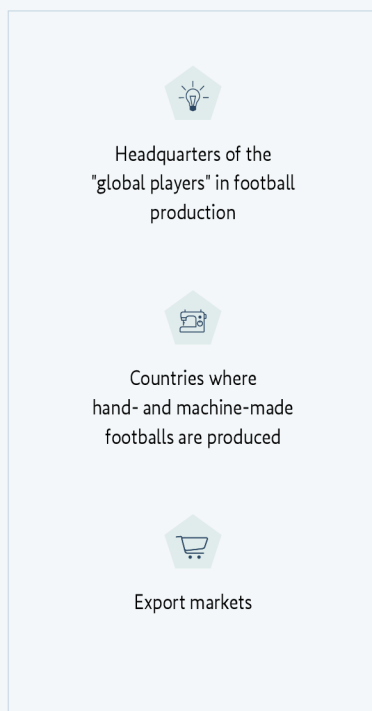 Headquarters of the
"global players" in football
production
Countries where
hand- and machine-made
footballs are produced
Export markets